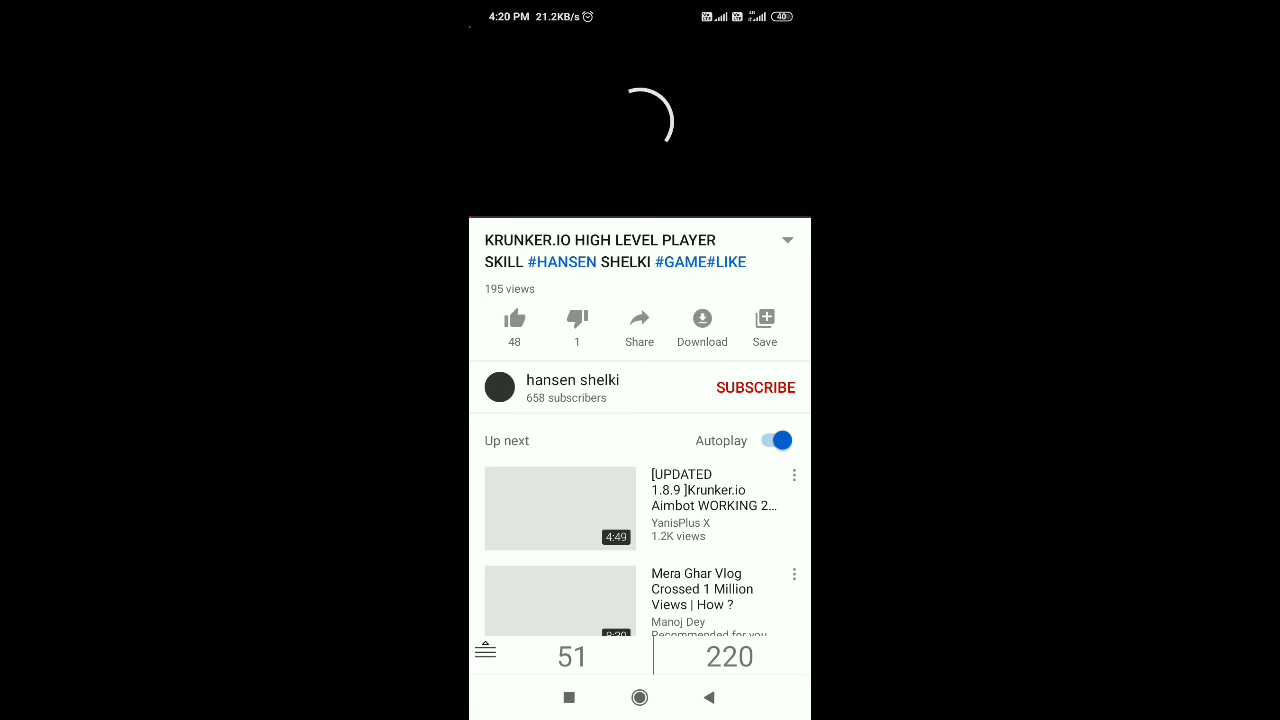 4:20 PM 21.2KB/s 40
KRUNKER.IO HIGH LEVEL PLAYER
SKILL #HANSEN SHELKI #GAME#LIKE
195 views
48 1 Share Download Save
hansen shelki
658 subscribers
SUBSCRIBE
Up next Autoplay
[UPDATED
1.8.9 ]Krunker.io
Aimbot WORKING 2...
YanisPlus X
1.2K views
4:49
Mera Ghar Vlog
Crossed 1 Million
Views | How ?
Manoj Dey
Recommended for you
51 220